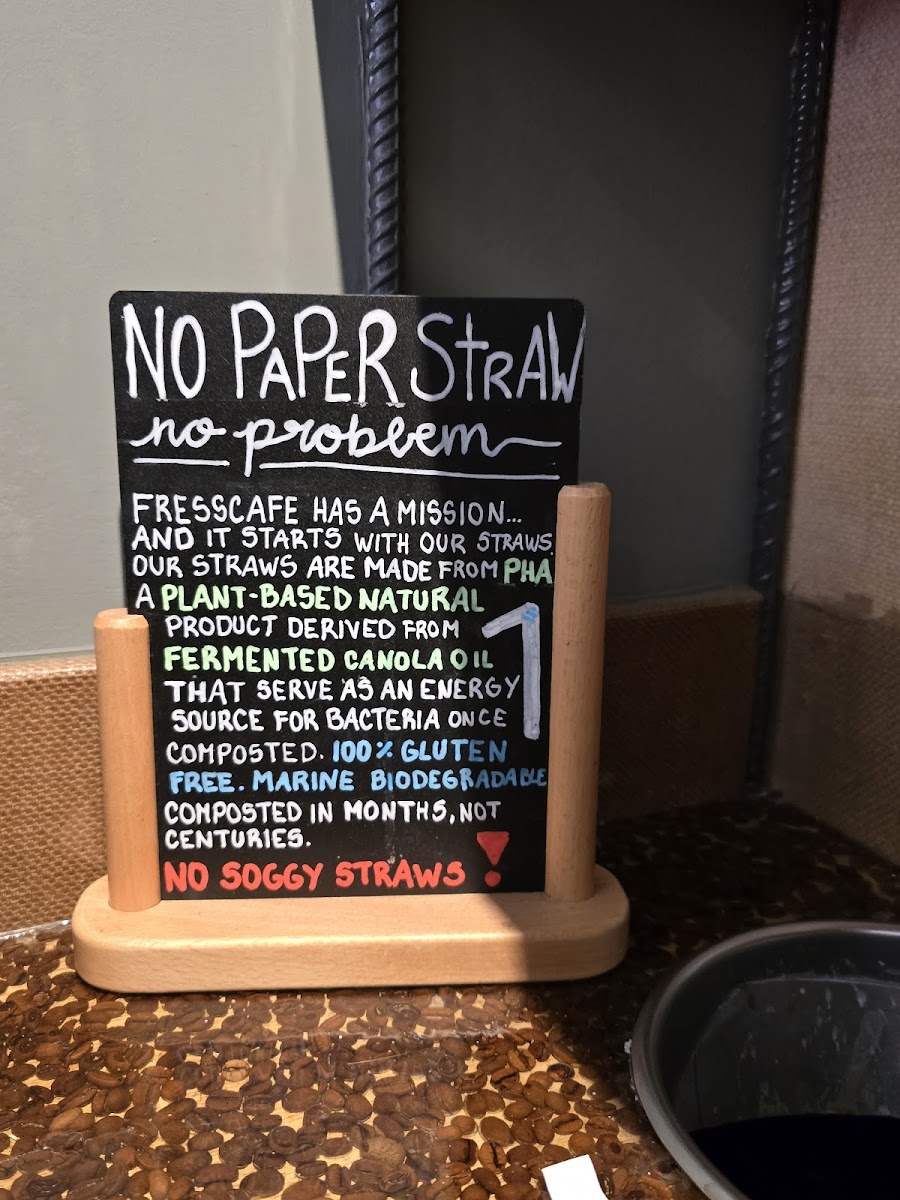 NO PAPER STRAW
no problem
FRESSCAFE HAS A MISSION...
AND IT STARTS WITH OUR STRAWS.
OUR STRAWS ARE MADE FROM PHA
A PLANT-BASED NATURAL
PRODUCT DERIVED FROM
FERMENTED CANOLA OIL
THAT SERVE AS AN ENERGY
SOURCE FOR BACTERIA ONCE
COMPOSTED. 100% GLUTEN
FREE. MARINE BIODEGRADABLE
COMPOSTED IN MONTHS, NOT
CENTURIES.
NO SOGGY STRAWS !